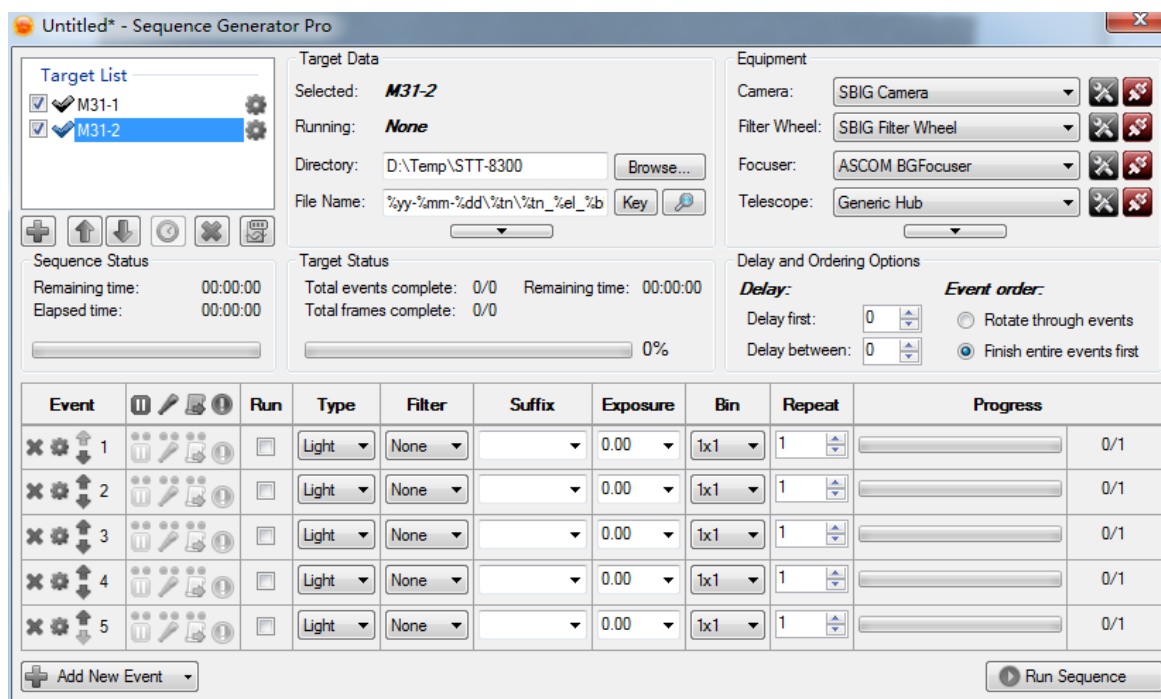 Untitled* - Sequence Generator Pro
X
Target List
M31-1
M31-2
Target Data
Selected: M31-2
Running: None
Directory: D:\Temp\STT-8300 Browse...
File Name: %yy-%mm-%dd\%tn\%tn_%el_%b Key
Equipment
Camera: SBIG Camera
Filter Wheel: SBIG Filter Wheel
Focuser: ASCOM BGFocuser
Telescope: Generic Hub
Sequence Status
Remaining time: 00:00:00
Elapsed time: 00:00:00
Target Status
Total events complete: 0/0 Remaining time: 00:00:00
Total frames complete: 0/0
0%
Delay and Ordering Options
Delay: Event order:
Delay first: 0 Rotate through events
Delay between: 0 Finish entire events first
Event Run Type Filter Suffix Exposure Bin Repeat Progress
1 Light None 0.00 1x1 1 0/1
2 Light None 0.00 1x1 1 0/1
3 Light None 0.00 1x1 1 0/1
4 Light None 0.00 1x1 1 0/1
5 Light None 0.00 1x1 1 0/1
Add New Event Run Sequence